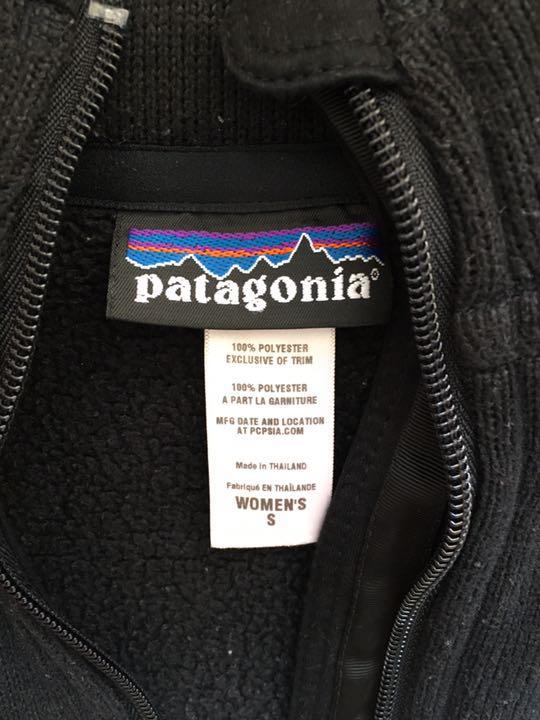 patagonia®
100% POLYESTER
EXCLUSIVE OF TRIM
100% POLYESTER
A PART LA GARNITURE
MFG DATE AND LOCATION
AT PCPSIA.COM
Made in THAILAND
Fabriqué EN THAÏLANDE
WOMEN'S
S